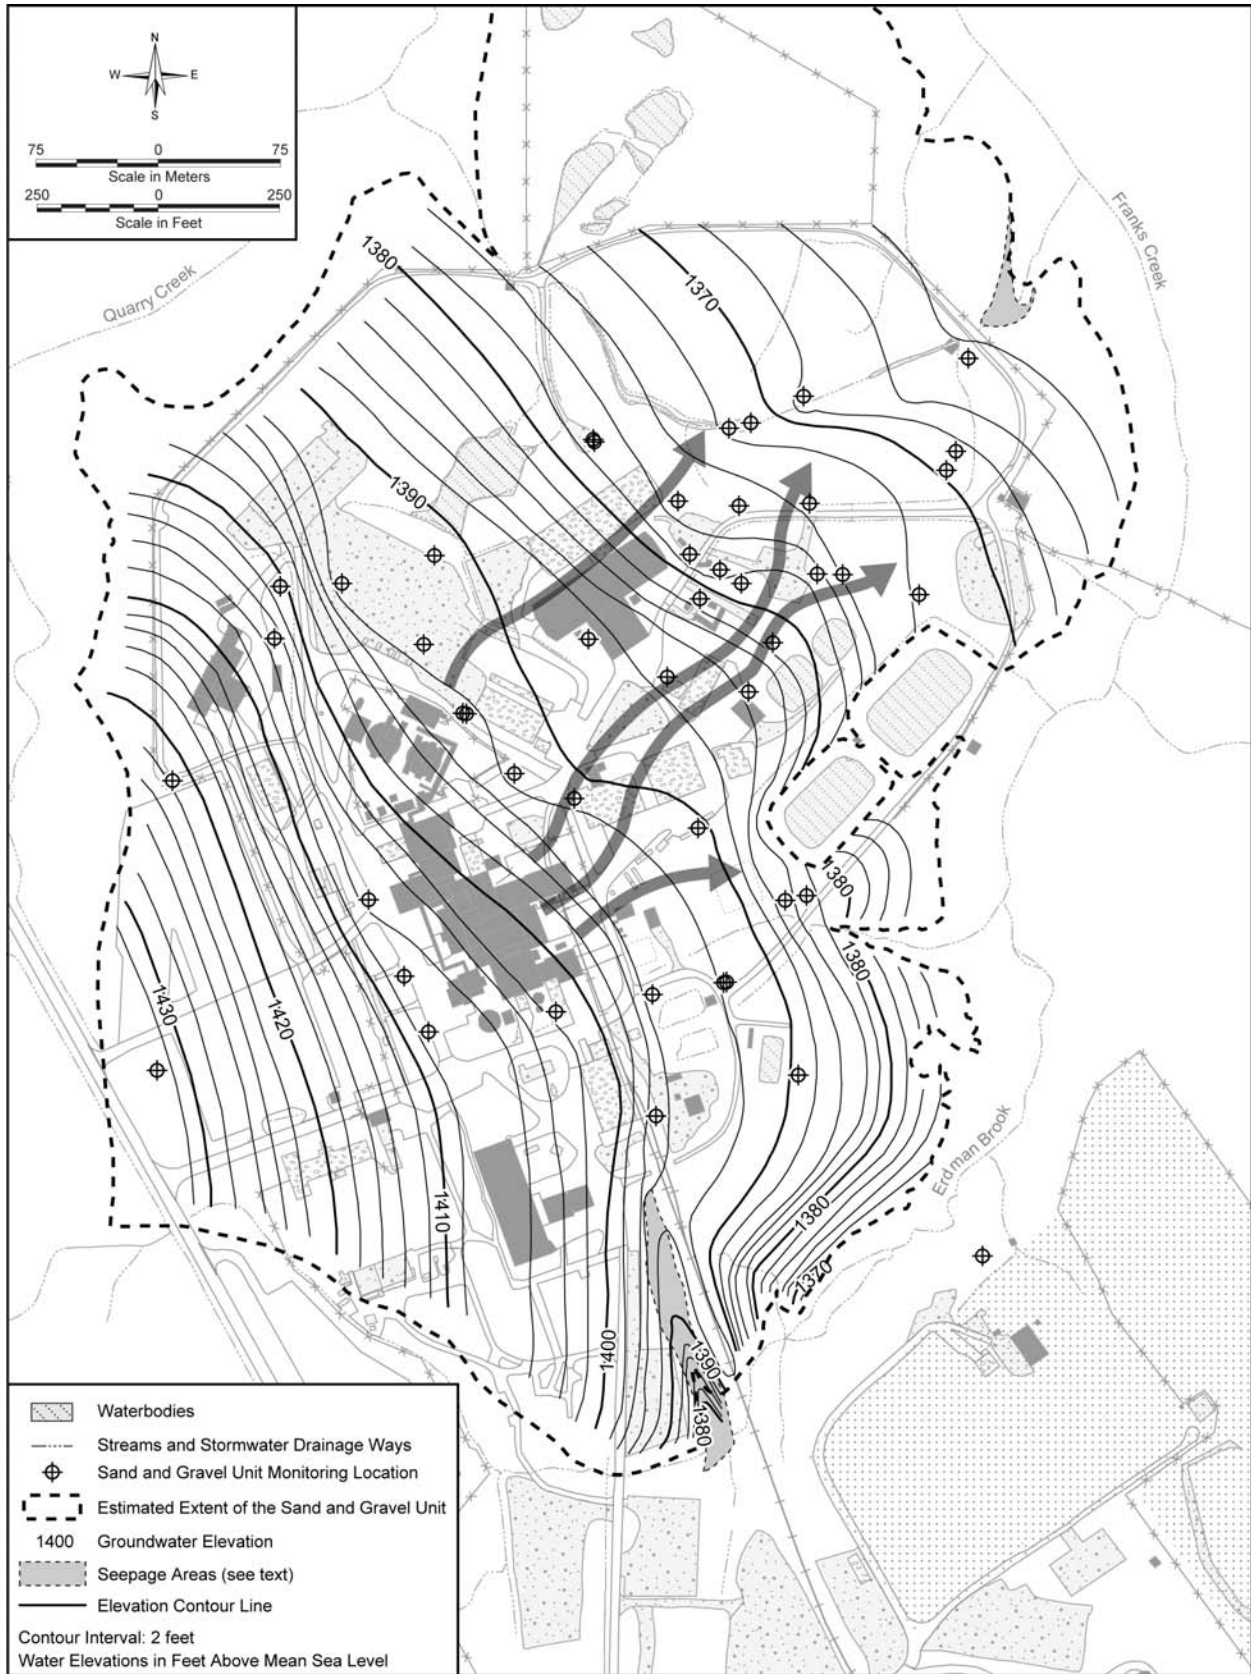 N
W E
S
75 0 75
Scale in Meters
250 0 250
Scale in Feet
Quarry Creek
Franks Creek
1380
1370
1390
1380
1380
1430
1420
Erdman Brook
1410
1380
1370
1400
1390
1380
Waterbodies
Streams and Stormwater Drainage Ways
Sand and Gravel Unit Monitoring Location
Estimated Extent of the Sand and Gravel Unit
1400 Groundwater Elevation
Seepage Areas (see text)
Elevation Contour Line
Contour Interval: 2 feet
Water Elevations in Feet Above Mean Sea Level